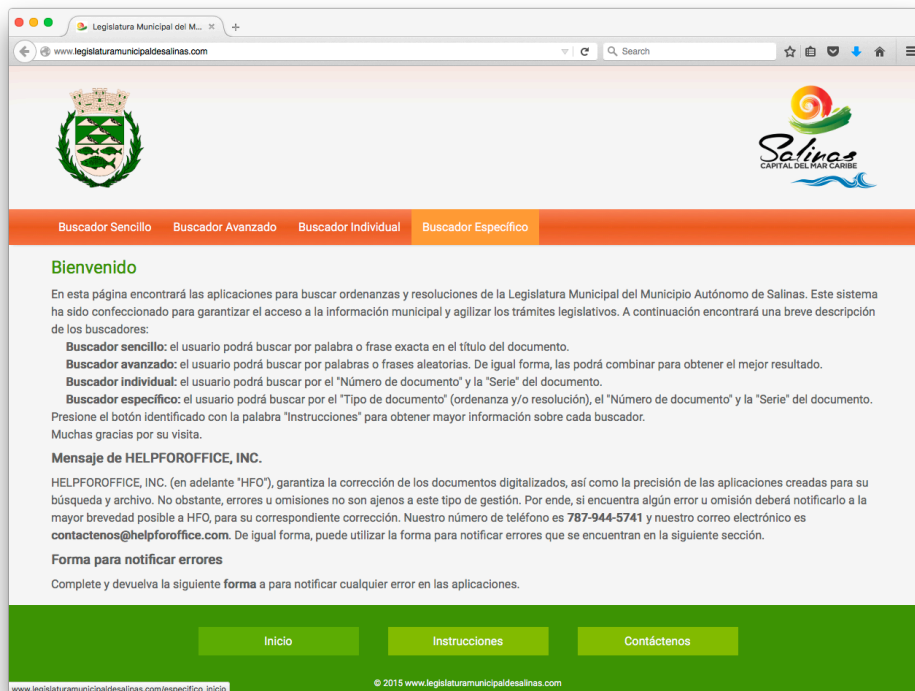 Legislatura Municipal del M...
www.legislaturamunicipaldesalinas.com
Search
Salinas
CAPITAL DEL MAR CARIBE
Buscador Sencillo Buscador Avanzado Buscador Individual Buscador Específico
Bienvenido
En esta página encontrará las aplicaciones para buscar ordenanzas y resoluciones de la Legislatura Municipal del Municipio Autónomo de Salinas. Este sistema
ha sido confeccionado para garantizar el acceso a la información municipal y agilizar los trámites legislativos. A continuación encontrará una breve descripción
de los buscadores:
Buscador sencillo: el usuario podrá buscar por palabra o frase exacta en el título del documento.
Buscador avanzado: el usuario podrá buscar por palabras o frases aleatorias. De igual forma, las podrá combinar para obtener el mejor resultado.
Buscador individual: el usuario podrá buscar por el "Número de documento" y la "Serie" del documento.
Buscador específico: el usuario podrá buscar por el "Tipo de documento" (ordenanza y/o resolución), el "Número de documento" y la "Serie" del documento.
Presione el botón identificado con la palabra "Instrucciones" para obtener mayor información sobre cada buscador.
Muchas gracias por su visita.
Mensaje de HELPFOROFFICE, INC.
HELPFOROFFICE, INC. (en adelante "HFO"), garantiza la corrección de los documentos digitalizados, así como la precisión de las aplicaciones creadas para su
búsqueda y archivo. No obstante, errores u omisiones no son ajenos a este tipo de gestión. Por ende, si encuentra algún error u omisión deberá notificarlo a la
mayor brevedad posible a HFO, para su correspondiente corrección. Nuestro número de teléfono es 787-944-5741 y nuestro correo electrónico es
contactenos@helpforoffice.com. De igual forma, puede utilizar la forma para notificar errores que se encuentran en la siguiente sección.
Forma para notificar errores
Complete y devuelva la siguiente forma a para notificar cualquier error en las aplicaciones.
Inicio Instrucciones Contáctenos
© 2015 www.legislaturamunicipaldesalinas.com
www.legislaturamunicipaldesalinas.com/especifico_inicio